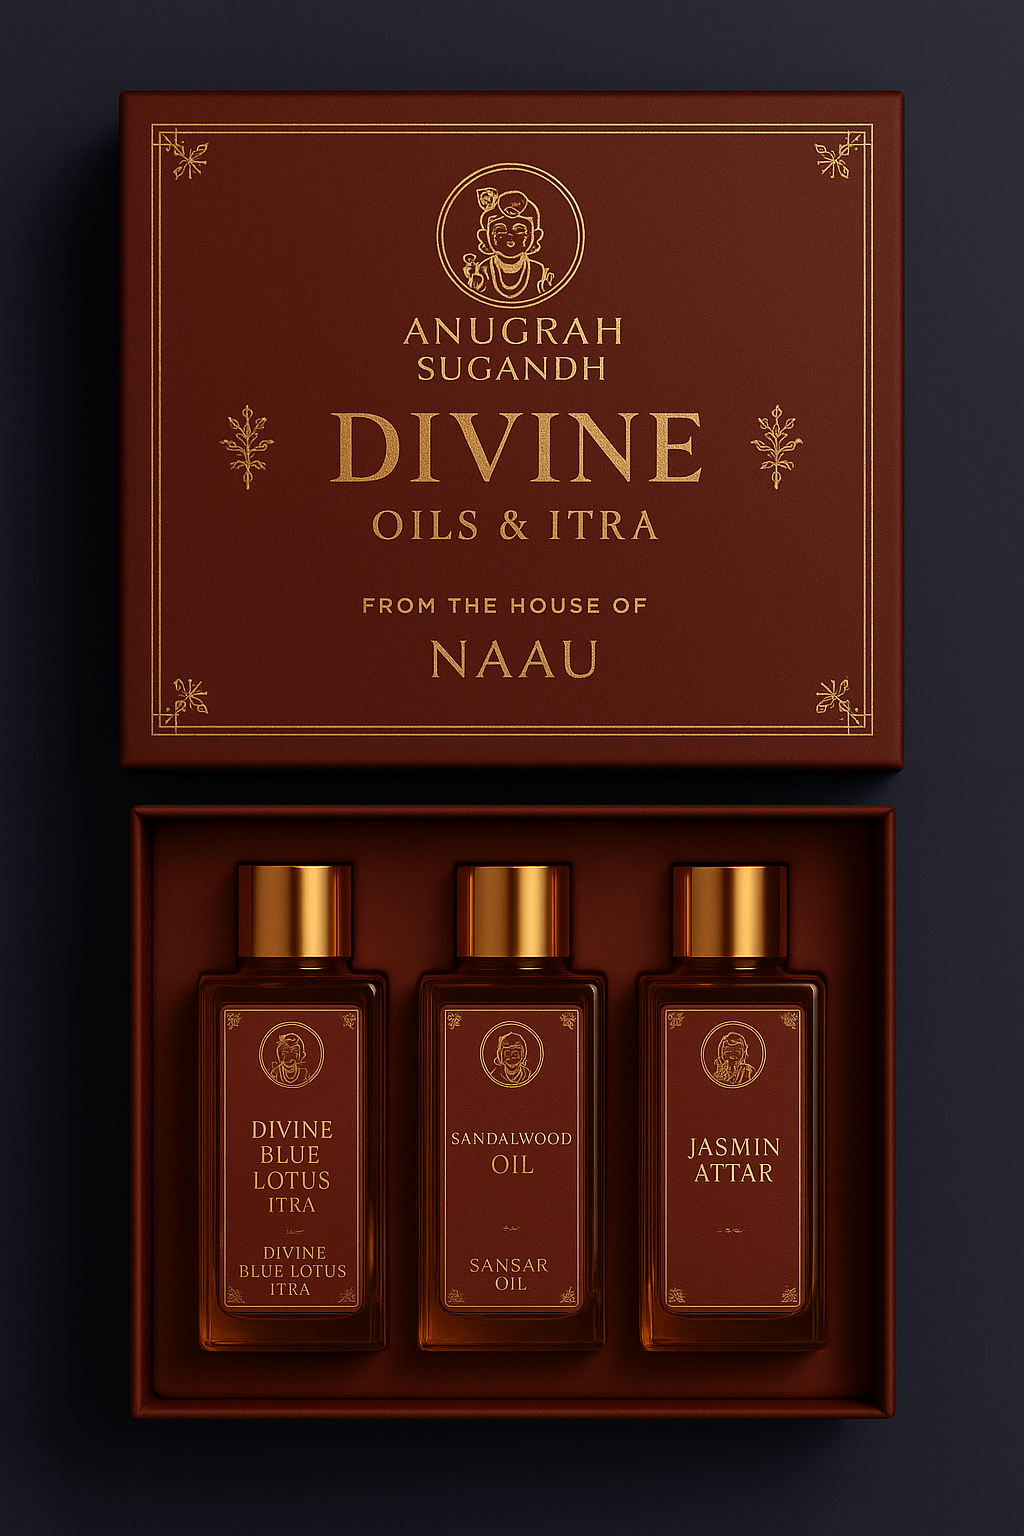 ANUGRAH
SUGANDH
DIVINE
OILS & ITRA
FROM THE HOUSE OF
NAAU
DIVINE
BLUE
LOTUS
ITRA
DIVINE
BLUE LOTUS
ITRA
SANDALWOOD
OIL
SANSAR
OIL
JASMIN
ATTAR